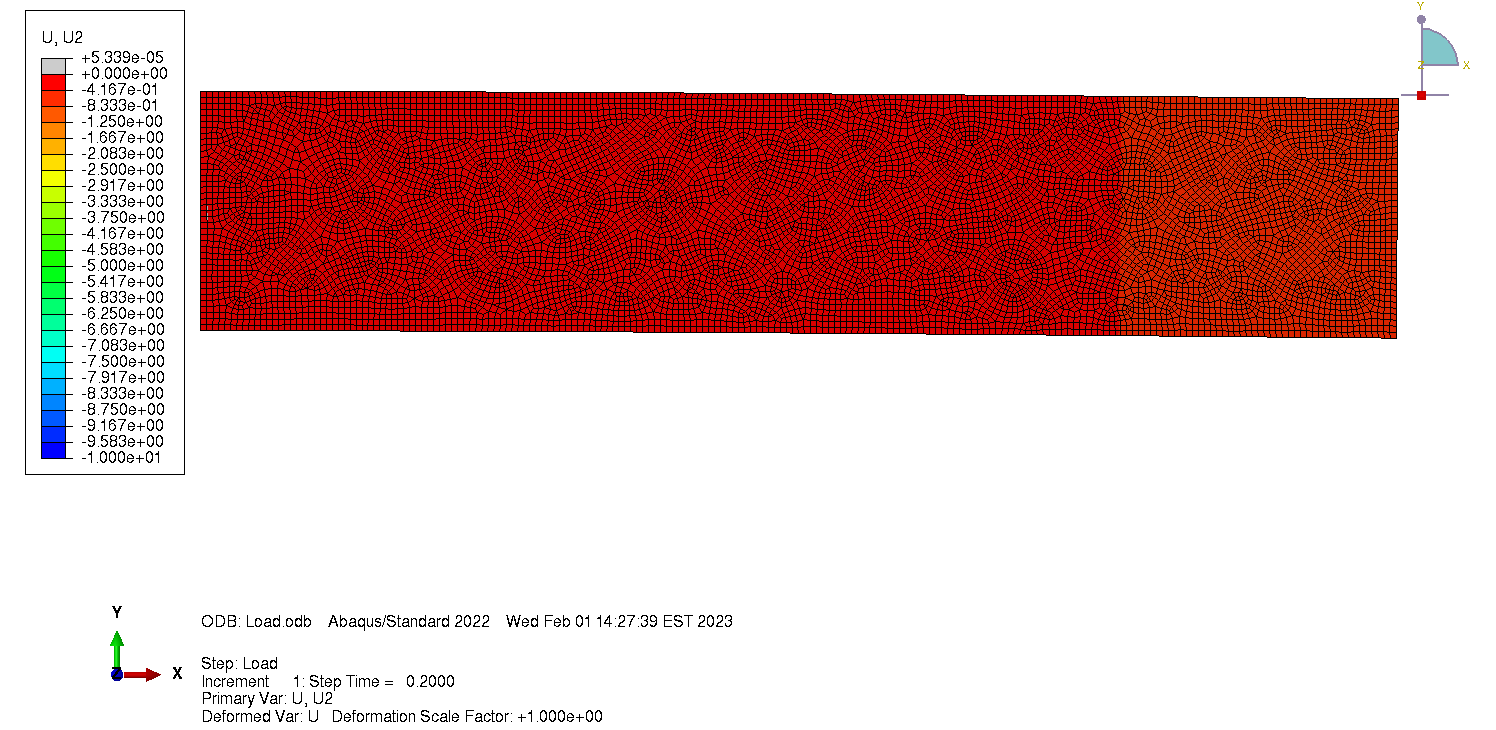 U, U2
+5.339e-05
+0.000e+00
-4.167e-01
-8.333e-01
-1.250e+00
-1.667e+00
-2.083e+00
-2.500e+00
-2.917e+00
-3.333e+00
-3.750e+00
-4.167e+00
-4.583e+00
-5.000e+00
-5.417e+00
-5.833e+00
-6.250e+00
-6.667e+00
-7.083e+00
-7.500e+00
-7.917e+00
-8.333e+00
-8.750e+00
-9.167e+00
-9.583e+00
-1.000e+01
Y
Z X
Y
Z X
ODB: Load.odb Abaqus/Standard 2022 Wed Feb 01 14:27:39 EST 2023
Step: Load
Increment 1: Step Time = 0.2000
Primary Var: U, U2
Deformed Var: U Deformation Scale Factor: +1.000e+00